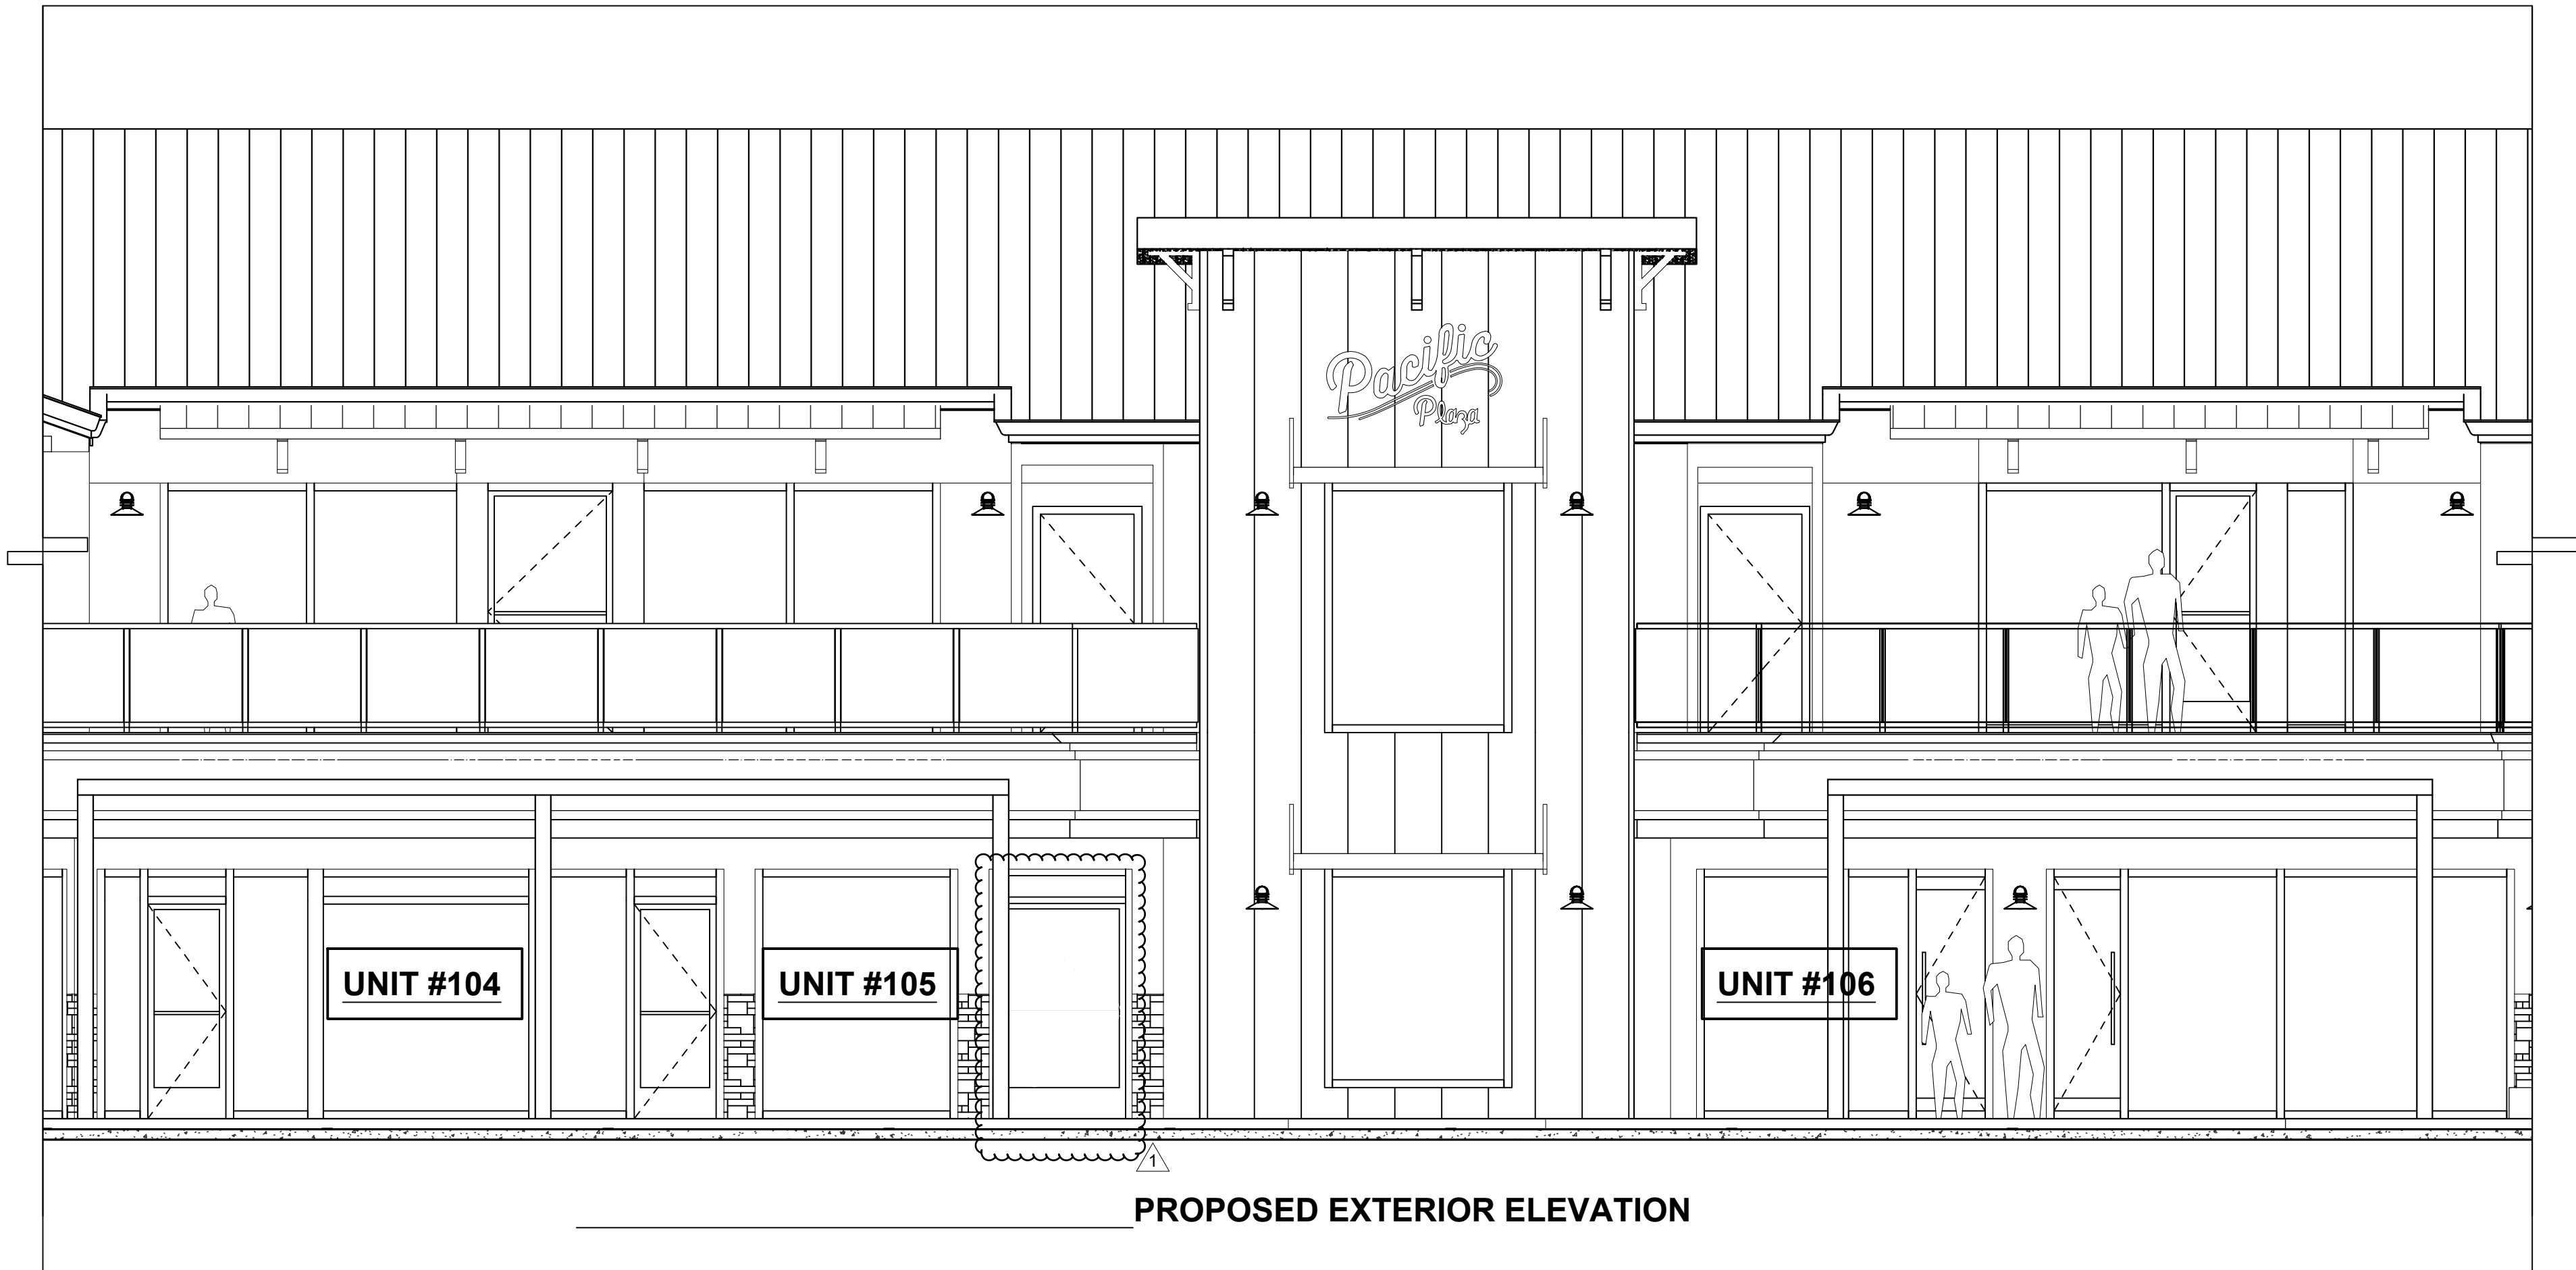 Pacific
Plaza
UNIT #104
UNIT #105
UNIT #106
1
PROPOSED EXTERIOR ELEVATION